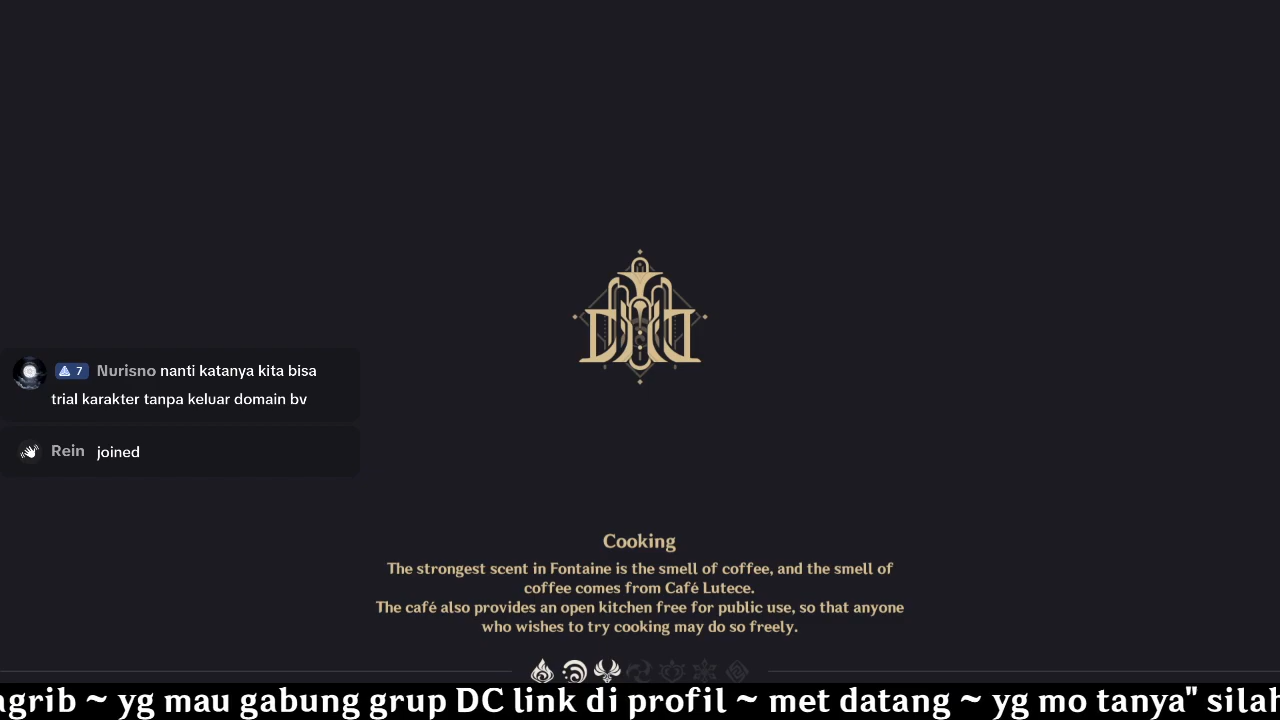 7 Nurisno nanti katanya kita bisa
trial karakter tanpa keluar domain bv
Rein joined
Cooking
The strongest scent in Fontaine is the smell of coffee, and the smell of
coffee comes from Café Lutece.
The café also provides an open kitchen free for public use, so that anyone
who wishes to try cooking may do so freely.
agrib ~ yg mau gabung grup DC link di profil ~ met datang ~ yg mo tanya" silah